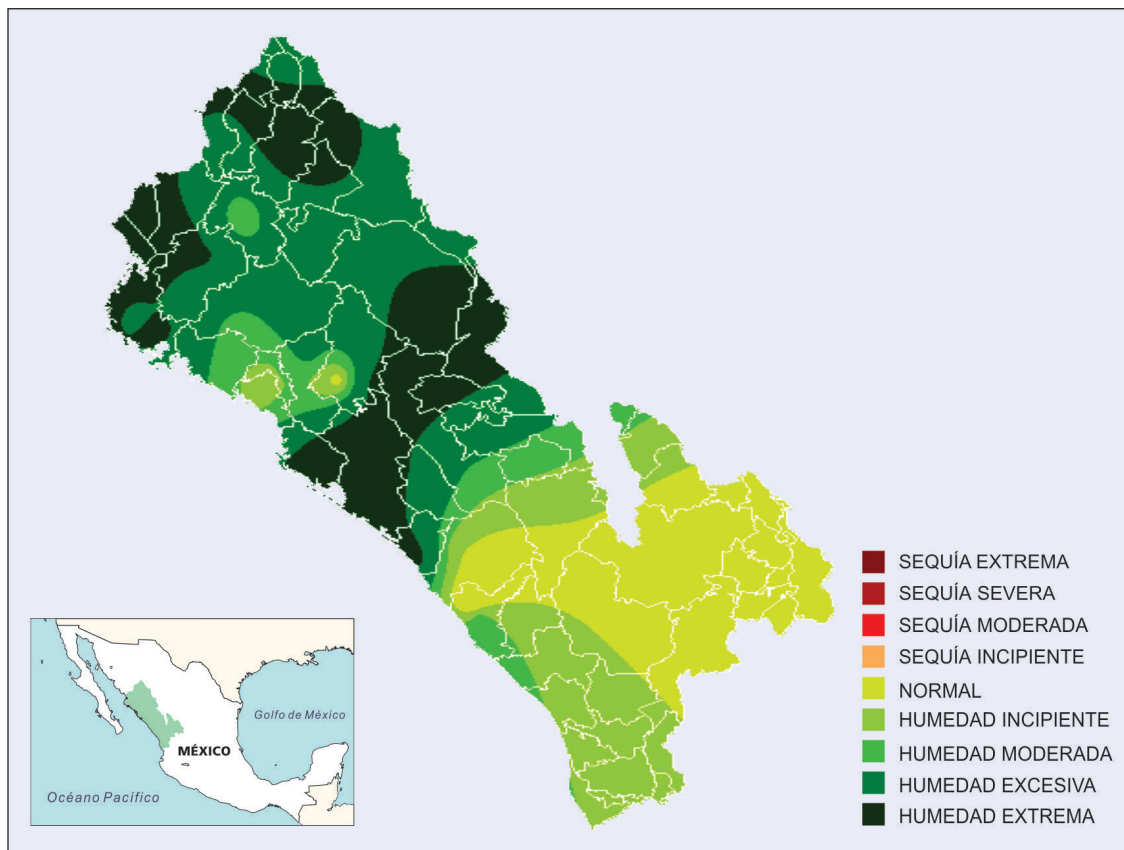 SEQUÍA EXTREMA
SEQUÍA SEVERA
SEQUÍA MODERADA
SEQUÍA INCIPIENTE
NORMAL
HUMEDAD INCIPIENTE
HUMEDAD MODERADA
HUMEDAD EXCESIVA
HUMEDAD EXTREMA
Golfo de México
MÉXICO
Océano Pacífico